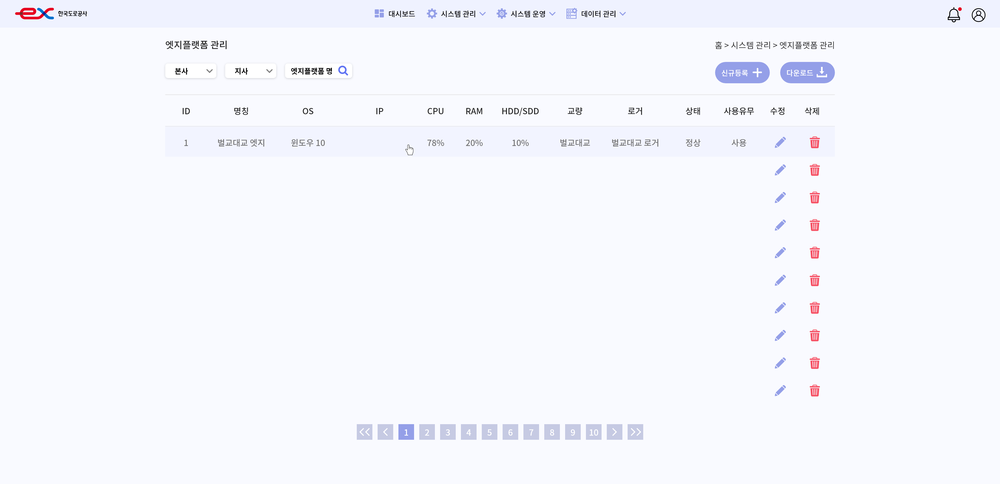 ex 한국도로공사
대시보드 시스템 관리 시스템 운영 데이터 관리
엣지플랫폼 관리
홈 > 시스템 관리 > 엣지플랫폼 관리
본사 지사 엣지플랫폼 명
신규등록 다운로드
ID 명칭 OS IP CPU RAM HDD/SDD 교량 로거 상태 사용유무 수정 삭제
1 벌교대교 엣지 윈도우 10 78% 20% 10% 벌교대교 벌교대교 로거 정상 사용
1 2 3 4 5 6 7 8 9 10